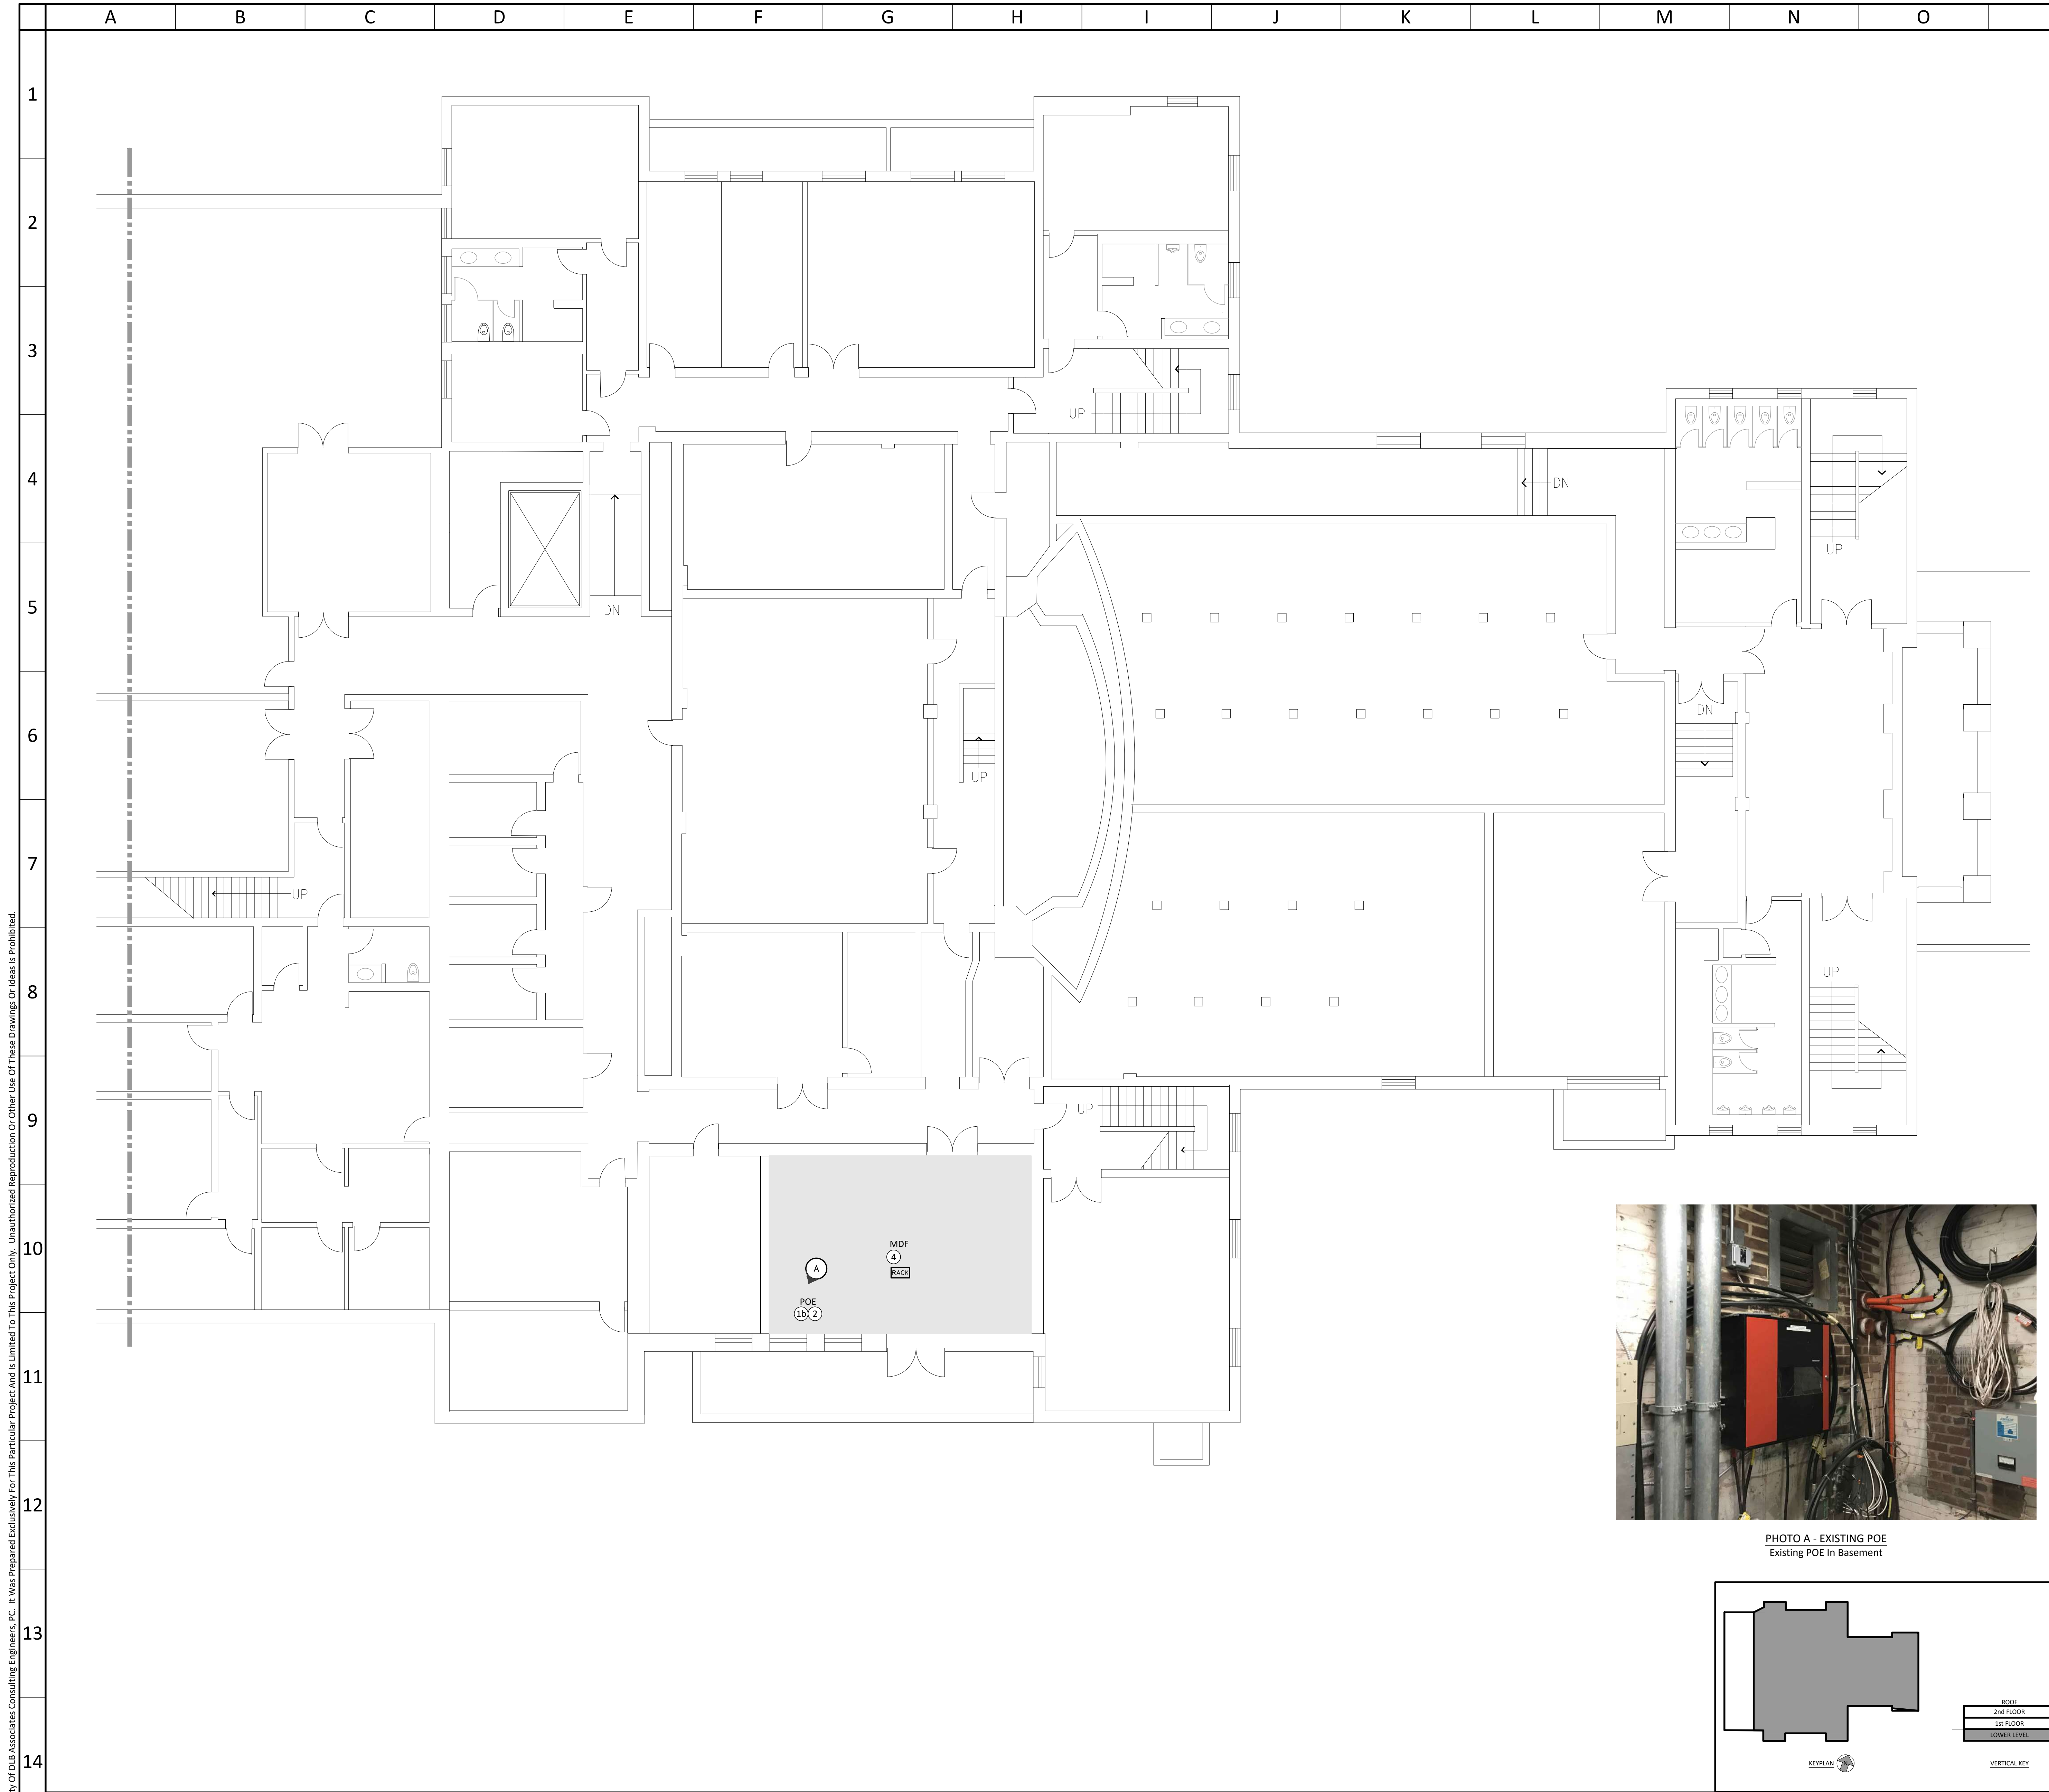 A B C D E F G H I J K L M N O
1
2
3
UP
4
DN
UP
5
DN
6
DN
UP
7
UP
8
UP
9
UP
10
MDF
4
RACK
A
POE
1b 2
11
12
PHOTO A - EXISTING POE
Existing POE In Basement
13
14
ROOF
2nd FLOOR
1st FLOOR
LOWER LEVEL
KEYPLAN N
VERTICAL KEY
ty Of DLB Associates Consulting Engineers, PC. It Was Prepared Exclusively For This Particular Project And Is Limited To This Project Only. Unauthorized Reproduction Or Other Use Of These Drawings Or Ideas Is Prohibited.